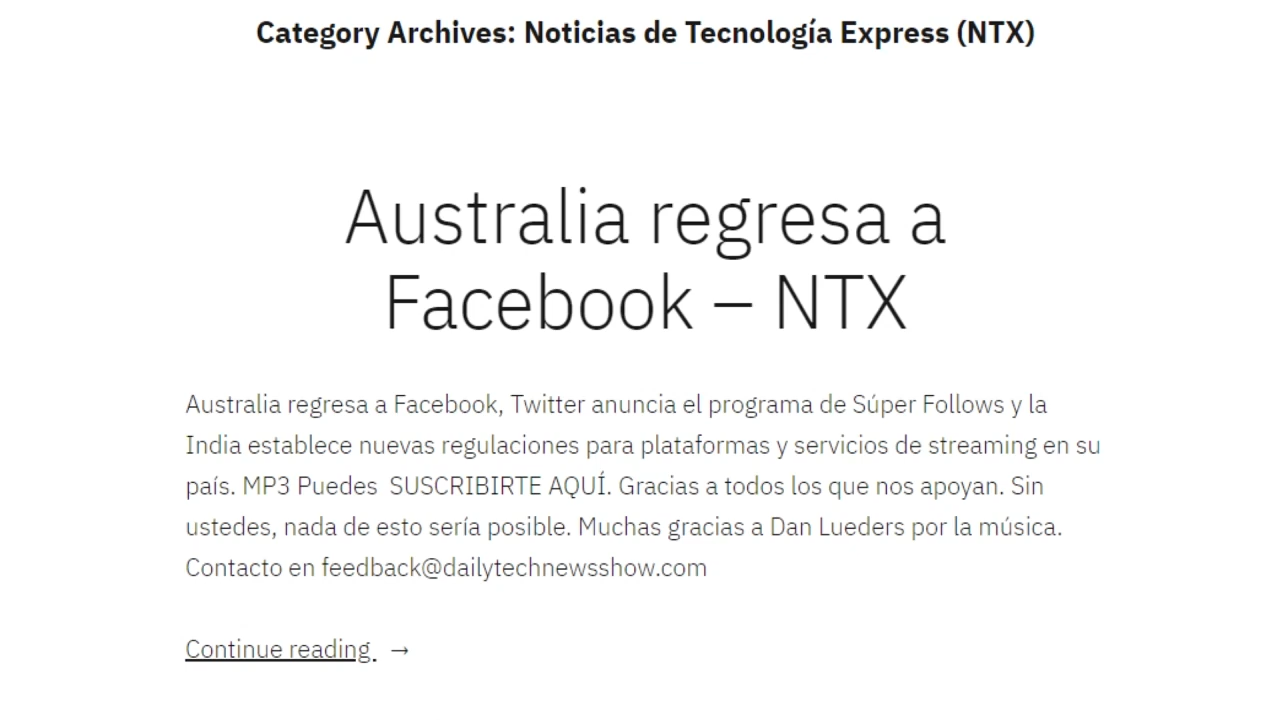 Category Archives: Noticias de Tecnología Express (NTX)
Australia regresa a
Facebook – NTX
Australia regresa a Facebook, Twitter anuncia el programa de Súper Follows y la
India establece nuevas regulaciones para plataformas y servicios de streaming en su
país. MP3 Puedes  SUSCRIBIRTE AQUÍ. Gracias a todos los que nos apoyan. Sin
ustedes, nada de esto sería posible. Muchas gracias a Dan Lueders por la música.
Contacto en feedback@dailytechnewsshow.com
Continue reading →